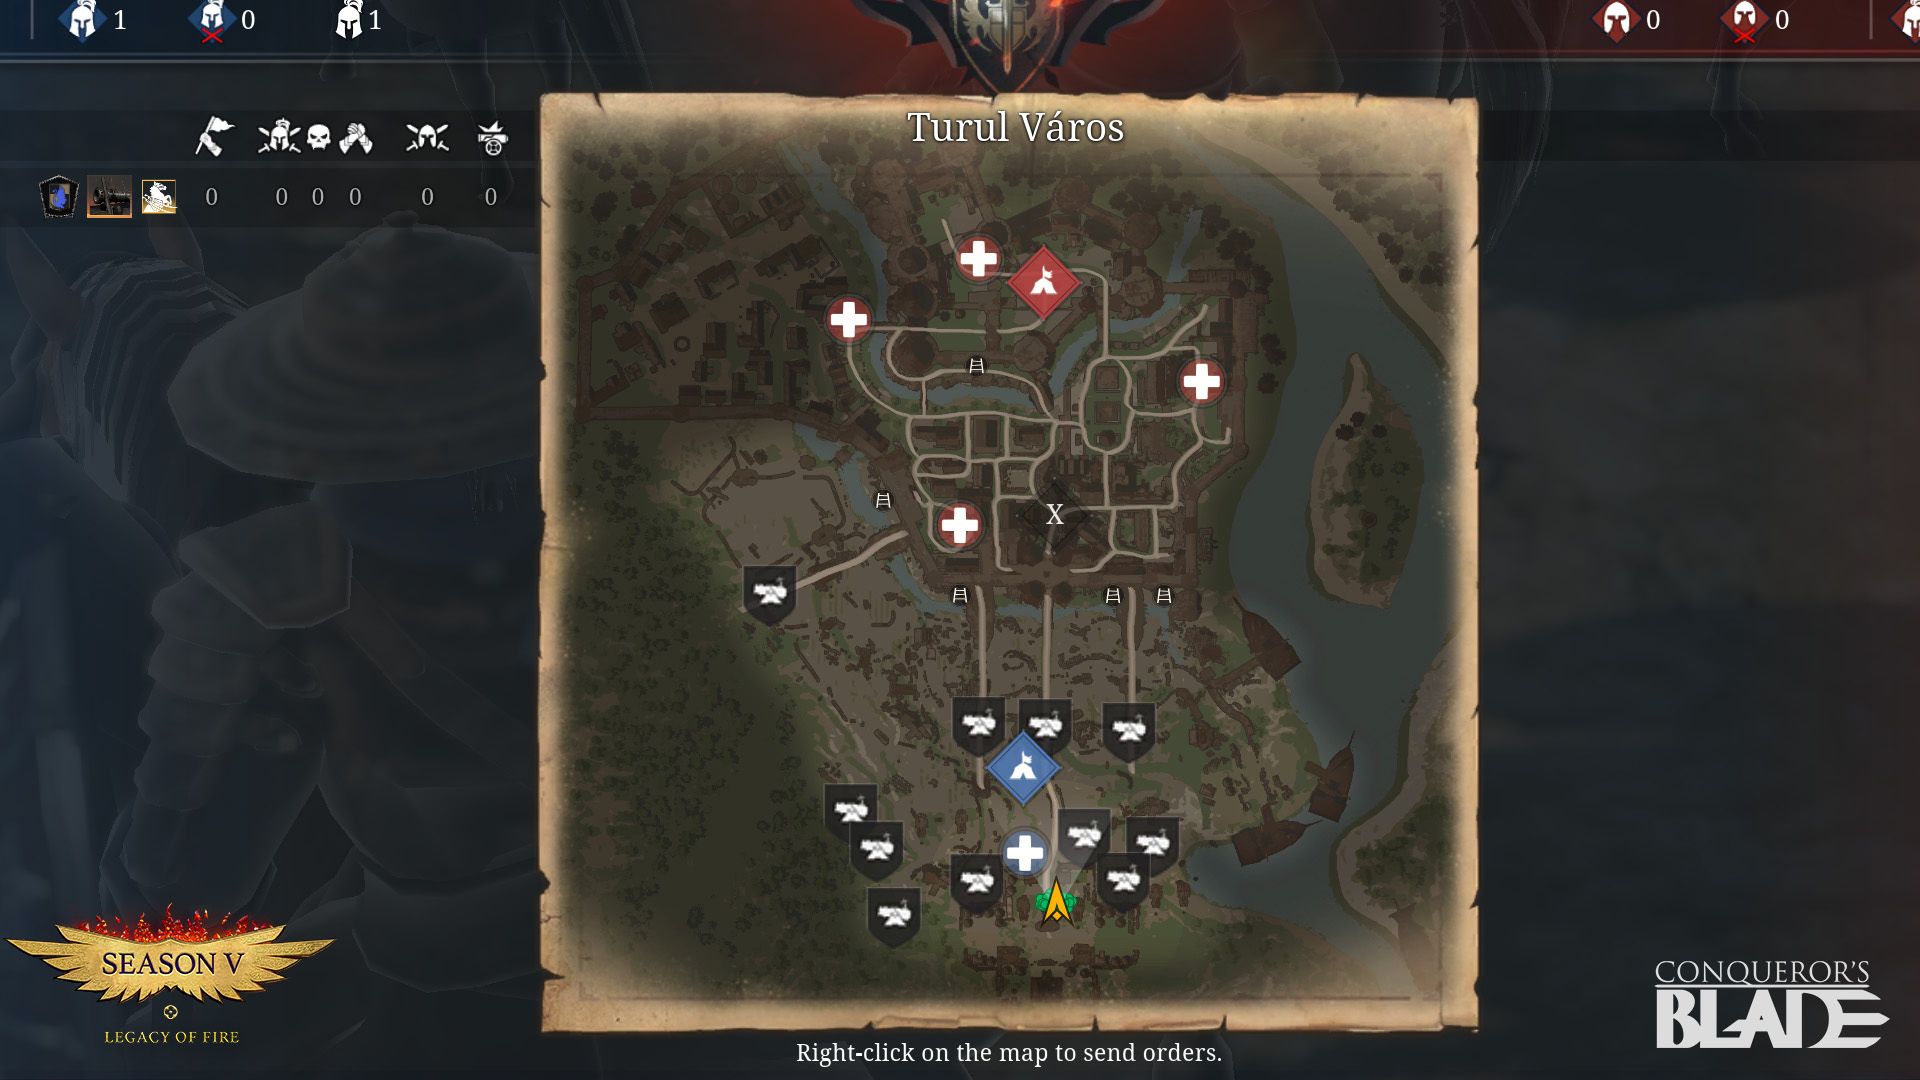 1 0 1
0 0
Turul Város
0 0 0 0 0 0
X
SEASON V
LEGACY OF FIRE
CONQUEROR'S
BLADE
Right-click on the map to send orders.